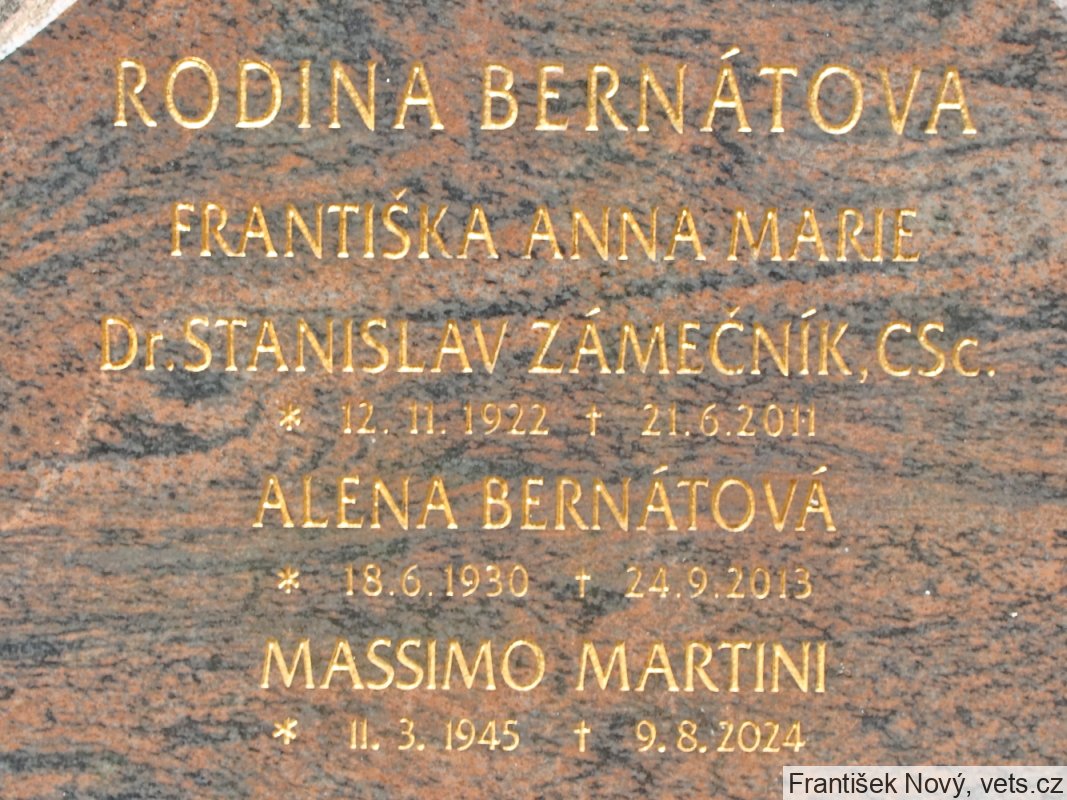 RODINA BERNÁTOVA
FRANTIŠKA ANNA MARIE
Dr. STANISLAV ZÁMEČNÍK, CSc.
* 12. 11. 1922 † 21. 6. 2011
ALENA BERNÁTOVÁ
* 18. 6. 1930 † 24. 9. 2013
MASSIMO MARTINI
* 11. 3. 1945 † 9. 8. 2024
František Nový, vets.cz